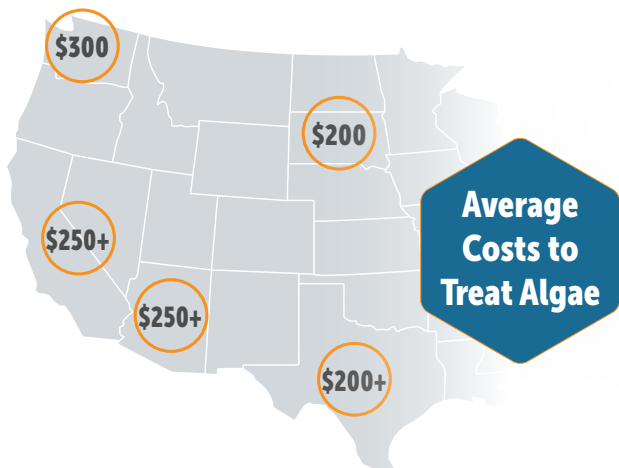 $300
$200
$250+
$250+
$200+
Average
Costs to
Treat Algae